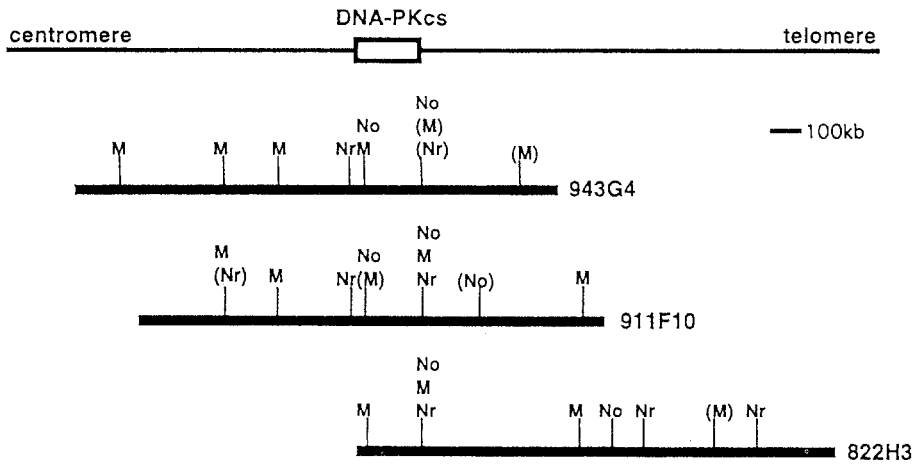 DNA-PKcs
centromere telomere
100kb
No
No (M)
M M M Nr M (Nr) (M)
943G4
No
M No M
(Nr) M Nr (M) Nr (No) M
911F10
No
M
M Nr M No Nr (M) Nr
822H3